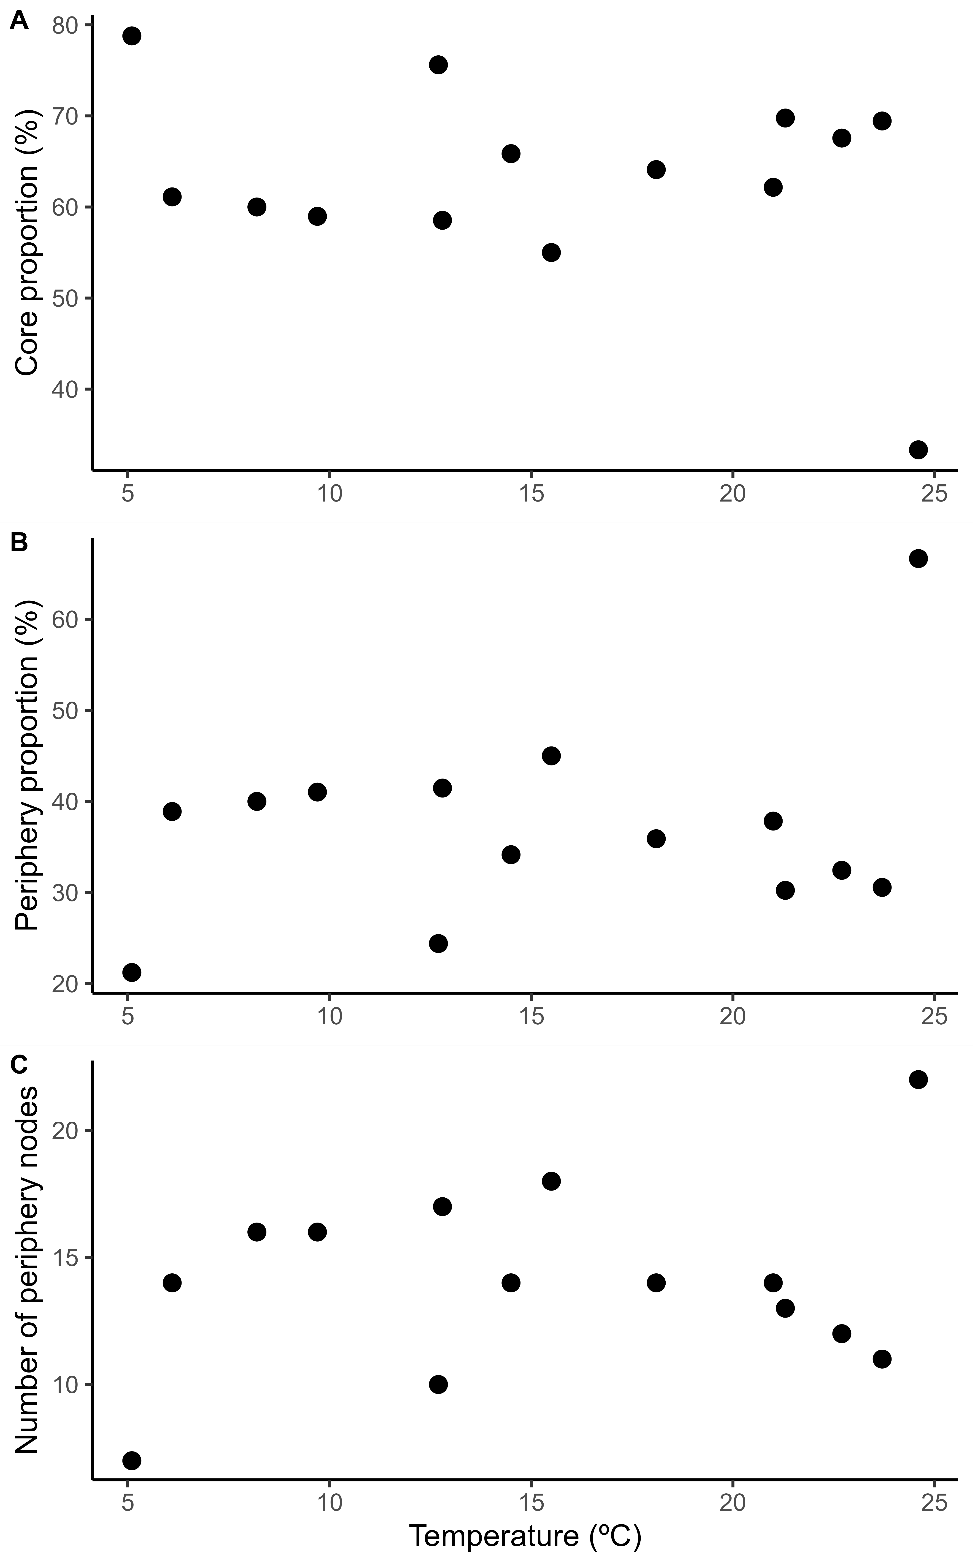 A
Core proportion (%)
80
70
60
50
40
5 10 15 20 25
B
Periphery proportion (%)
60
50
40
30
20
5 10 15 20 25
C
Number of periphery nodes
20
15
10
5 10 15 20 25
Temperature (ºC)